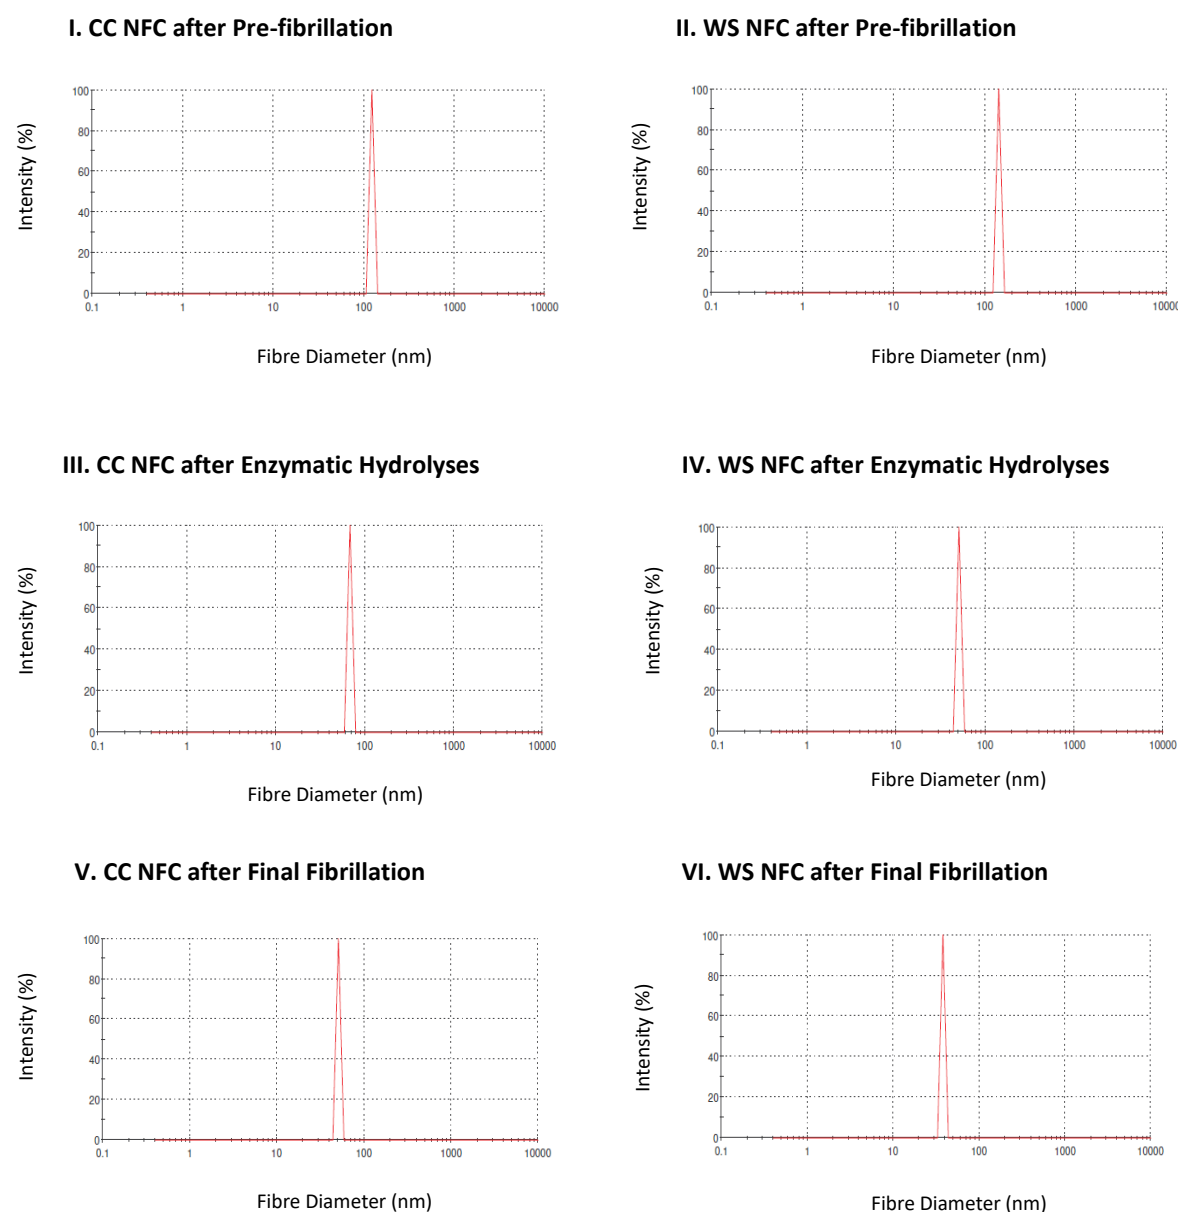 I. CC NFC after Pre-fibrillation
Intensity (%)
100
80
60
40
20
0
0.1 1 10 100 1000 10000
Fibre Diameter (nm)
II. WS NFC after Pre-fibrillation
Intensity (%)
100
80
60
40
20
0
0.1 1 10 100 1000 10000
Fibre Diameter (nm)
III. CC NFC after Enzymatic Hydrolyses
Intensity (%)
100
80
60
40
20
0
0.1 1 10 100 1000 10000
Fibre Diameter (nm)
IV. WS NFC after Enzymatic Hydrolyses
Intensity (%)
100
80
60
40
20
0
0.1 1 10 100 1000 10000
Fibre Diameter (nm)
V. CC NFC after Final Fibrillation
Intensity (%)
100
80
60
40
20
0
0.1 1 10 100 1000 10000
Fibre Diameter (nm)
VI. WS NFC after Final Fibrillation
Intensity (%)
100
80
60
40
20
0
0.1 1 10 100 1000 10000
Fibre Diameter (nm)